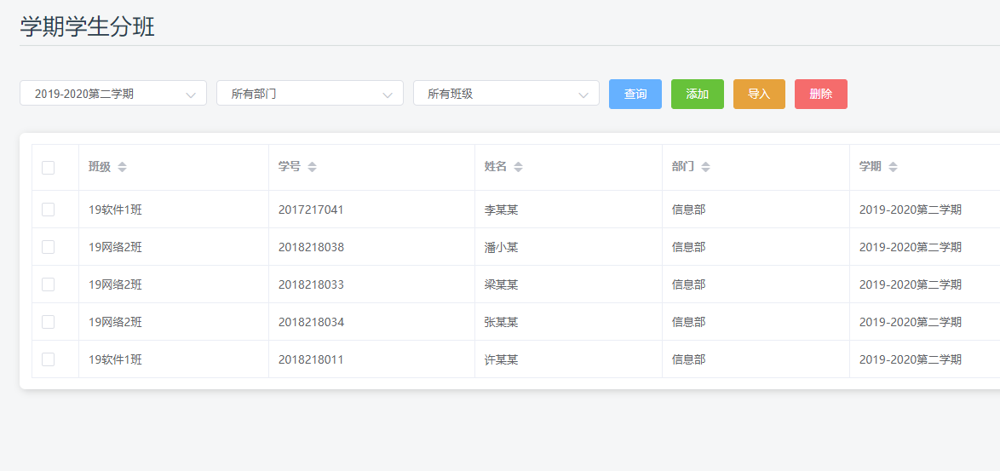 学期学生分班
2019-2020第二学期 所有部门 所有班级 查询 添加 导入 删除
班级 学号 姓名 部门 学期
19软件1班 2017217041 李某某 信息部 2019-2020第二学期
19网络2班 2018218038 潘小某 信息部 2019-2020第二学期
19网络2班 2018218033 梁某某 信息部 2019-2020第二学期
19网络2班 2018218034 张某某 信息部 2019-2020第二学期
19软件1班 2018218011 许某某 信息部 2019-2020第二学期